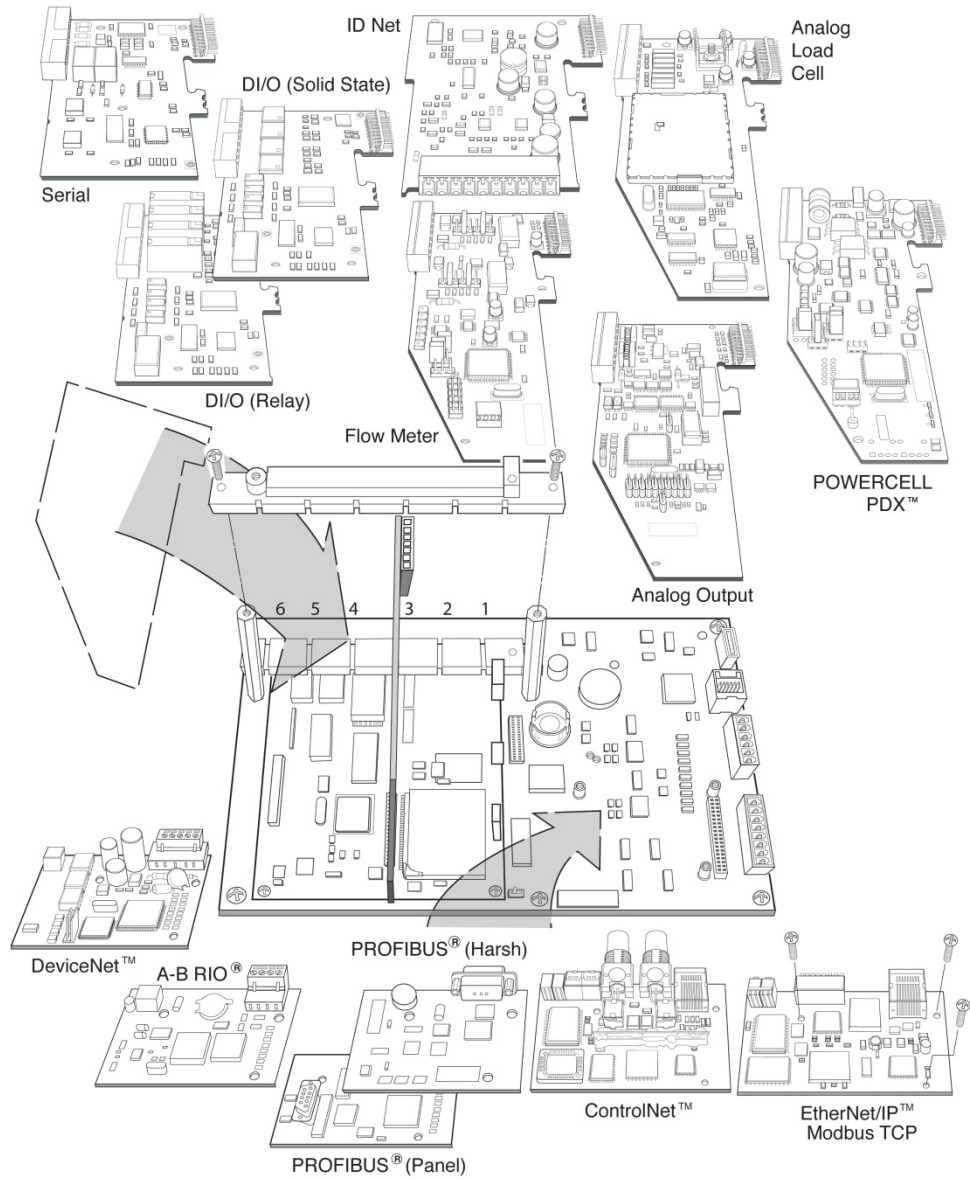 ID Net
Analog
Load
Cell
DI/O (Solid State)
Serial
DI/O (Relay)
Flow Meter
POWERCELL
PDX™
Analog Output
6 5 4 3 2 1
DeviceNet™
PROFIBUS® (Harsh)
A-B RIO®
ControlNet™
EtherNet/IP™
Modbus TCP
PROFIBUS® (Panel)